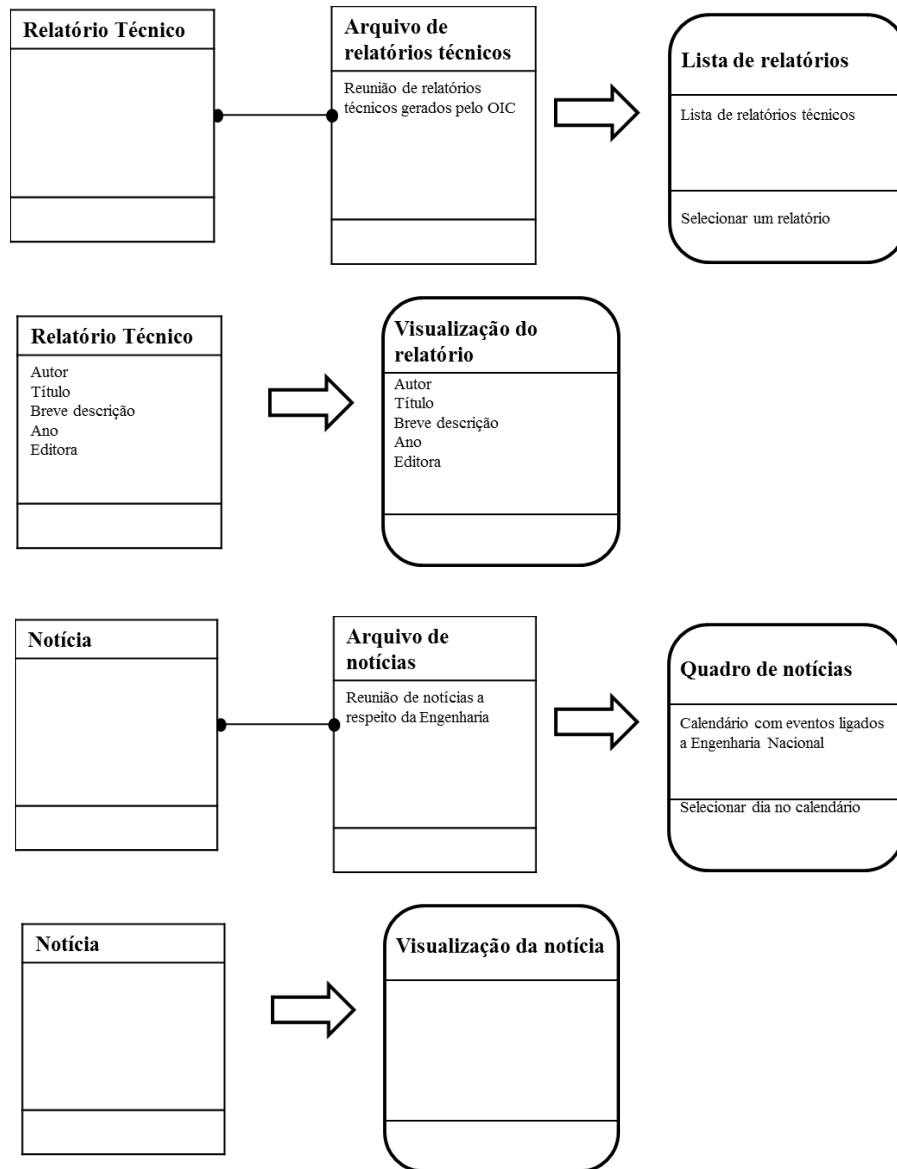 Relatório Técnico
Arquivo de
relatórios técnicos
Reunião de relatórios
técnicos gerados pelo OIC
Lista de relatórios
Lista de relatórios técnicos
Selecionar um relatório
Relatório Técnico
Autor
Título
Breve descrição
Ano
Editora
Visualização do
relatório
Autor
Título
Breve descrição
Ano
Editora
Notícia
Arquivo de
notícias
Reunião de notícias a
respeito da Engenharia
Quadro de notícias
Calendário com eventos ligados
a Engenharia Nacional
Selecionar dia no calendário
Notícia
Visualização da notícia